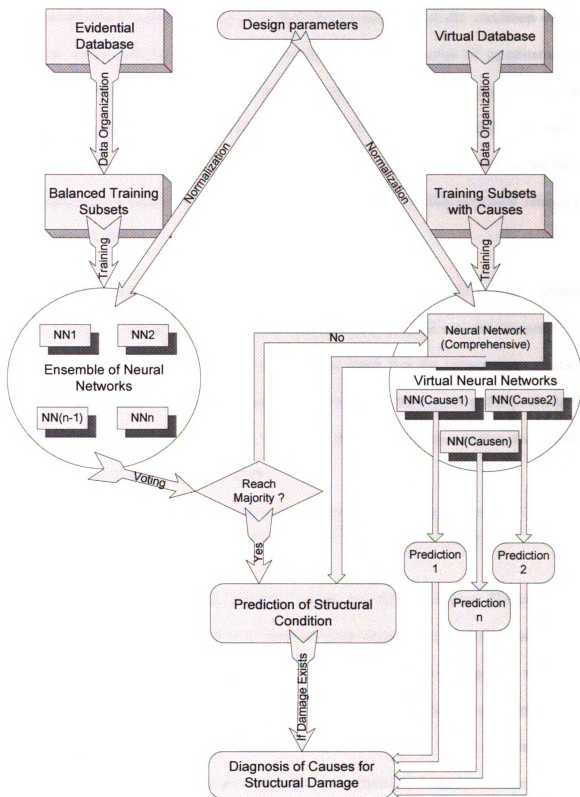 Evidential
Database
Design parameters
Virtual Database
Data Organization
Data Organization
Normalization
Normalization
Balanced Training
Subsets
Training Subsets
with Causes
Training
Training
NN1
NN2
Ensemble of Neural
Networks
NN(n-1)
NNn
No
Neural Network
(Comprehensive)
Virtual Neural Networks
NN(Cause1)
NN(Cause2)
NN(Causen)
Voting
Reach
Majority ?
Yes
Prediction
1
Prediction
2
Prediction
n
Prediction of Structural
Condition
If Damage Exists
Diagnosis of Causes for
Structural Damage